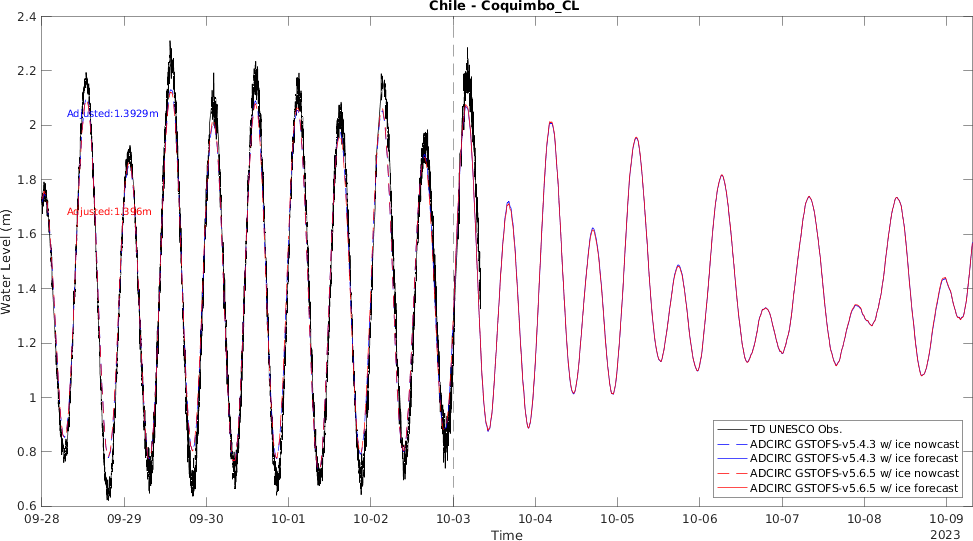 Chile - Coquimbo_CL
2.4
2.2
2
1.8
1.6
1.4
1.2
1
0.8
0.6
Water Level (m)
Adjusted:1.3929m
Adjusted:1.396m
TD UNESCO Obs.
ADCIRC GSTOFS-v5.4.3 w/ ice nowcast
ADCIRC GSTOFS-v5.4.3 w/ ice forecast
ADCIRC GSTOFS-v5.6.5 w/ ice nowcast
ADCIRC GSTOFS-v5.6.5 w/ ice forecast
09-28 09-29 09-30 10-01 10-02 10-03 10-04 10-05 10-06 10-07 10-08 10-09
Time 2023